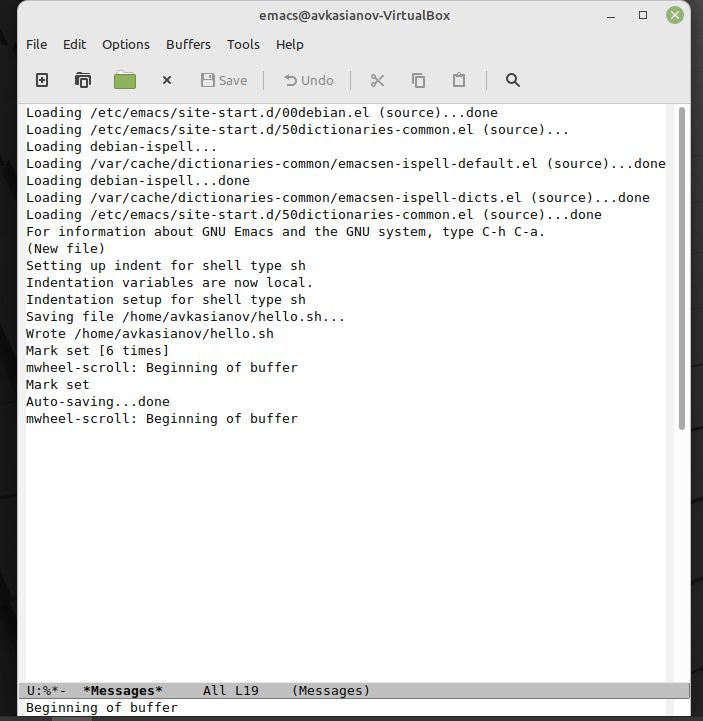 emacs@avkasianov-VirtualBox
File Edit Options Buffers Tools Help
Save Undo
Loading /etc/emacs/site-start.d/00debian.el (source)...done
Loading /etc/emacs/site-start.d/50dictionaries-common.el (source)...
Loading debian-ispell...
Loading /var/cache/dictionaries-common/emacsen-ispell-default.el (source)...done
Loading debian-ispell...done
Loading /var/cache/dictionaries-common/emacsen-ispell-dicts.el (source)...done
Loading /etc/emacs/site-start.d/50dictionaries-common.el (source)...done
For information about GNU Emacs and the GNU system, type C-h C-a.
(New file)
Setting up indent for shell type sh
Indentation variables are now local.
Indentation setup for shell type sh
Saving file /home/avkasianov/hello.sh...
Wrote /home/avkasianov/hello.sh
Mark set [6 times]
mwheel-scroll: Beginning of buffer
Mark set
Auto-saving...done
mwheel-scroll: Beginning of buffer
U:%*-  *Messages*     All L19    (Messages)
Beginning of buffer